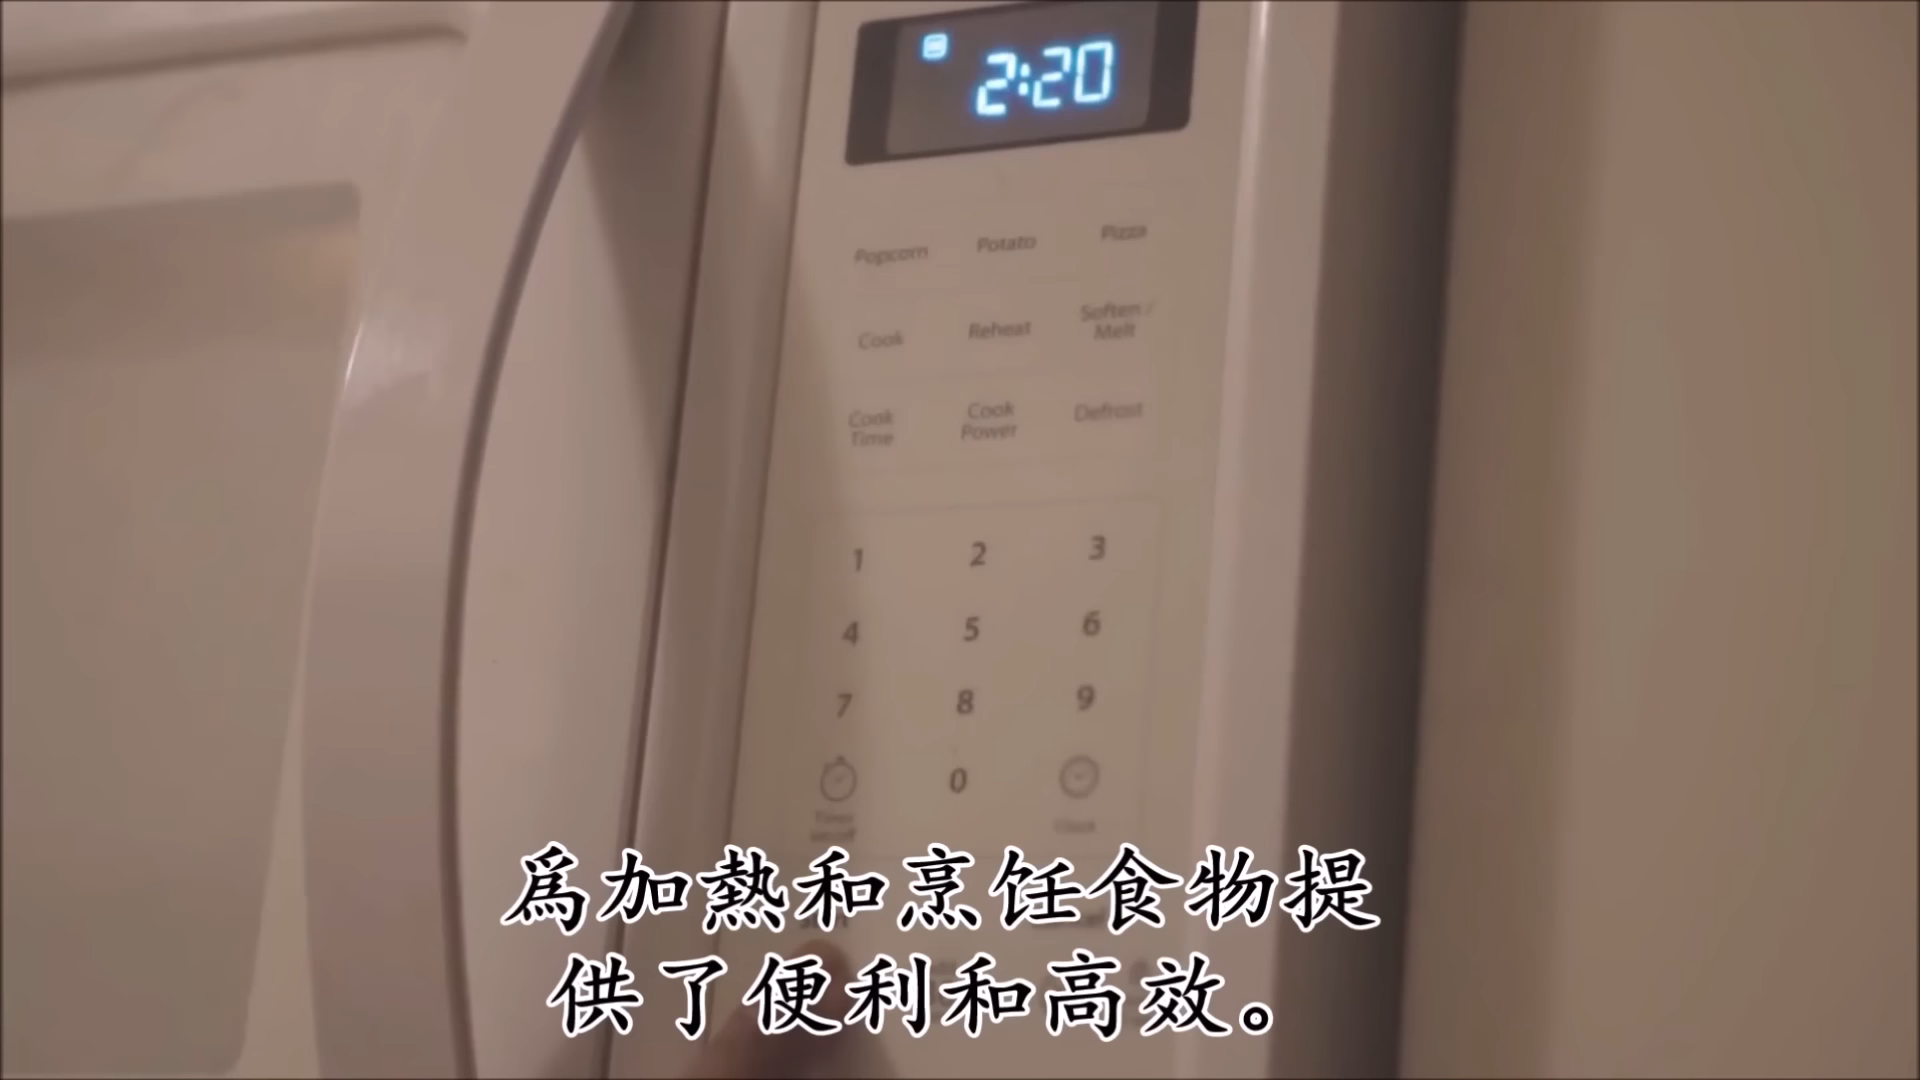 2:20
Popcorn Potato Pizza
Cook Reheat Soften / Melt
Cook Time Cook Power Defrost
1 2 3
4 5 6
7 8 9
0
Clock
爲加熱和烹饪食物提
供了便利和高效。